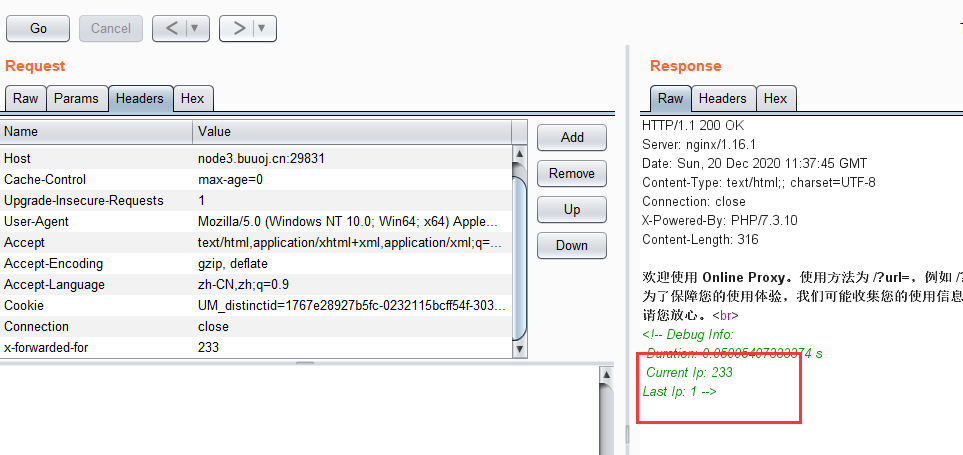 Go Cancel < > 
Request
Raw Params Headers Hex
Name Value
Host node3.buuoj.cn:29831
Cache-Control max-age=0
Upgrade-Insecure-Requests 1
User-Agent Mozilla/5.0 (Windows NT 10.0; Win64; x64) Apple...
Accept text/html,application/xhtml+xml,application/xml;q=...
Accept-Encoding gzip, deflate
Accept-Language zh-CN,zh;q=0.9
Cookie UM_distinctid=1767e28927b5fc-0232115bcff54f-303...
Connection close
x-forwarded-for 233
Add
Remove
Up
Down
Response
Raw Headers Hex
HTTP/1.1 200 OK
Server: nginx/1.16.1
Date: Sun, 20 Dec 2020 11:37:45 GMT
Content-Type: text/html;; charset=UTF-8
Connection: close
X-Powered-By: PHP/7.3.10
Content-Length: 316
欢迎使用 Online Proxy。使用方法为 /?url=，例如 /?
为了保障您的使用体验，我们可能收集您的使用信息
请您放心。<br>
<!-- Debug Info:
Duration: 0.05005407333374 s
Current Ip: 233
Last Ip: 1 -->